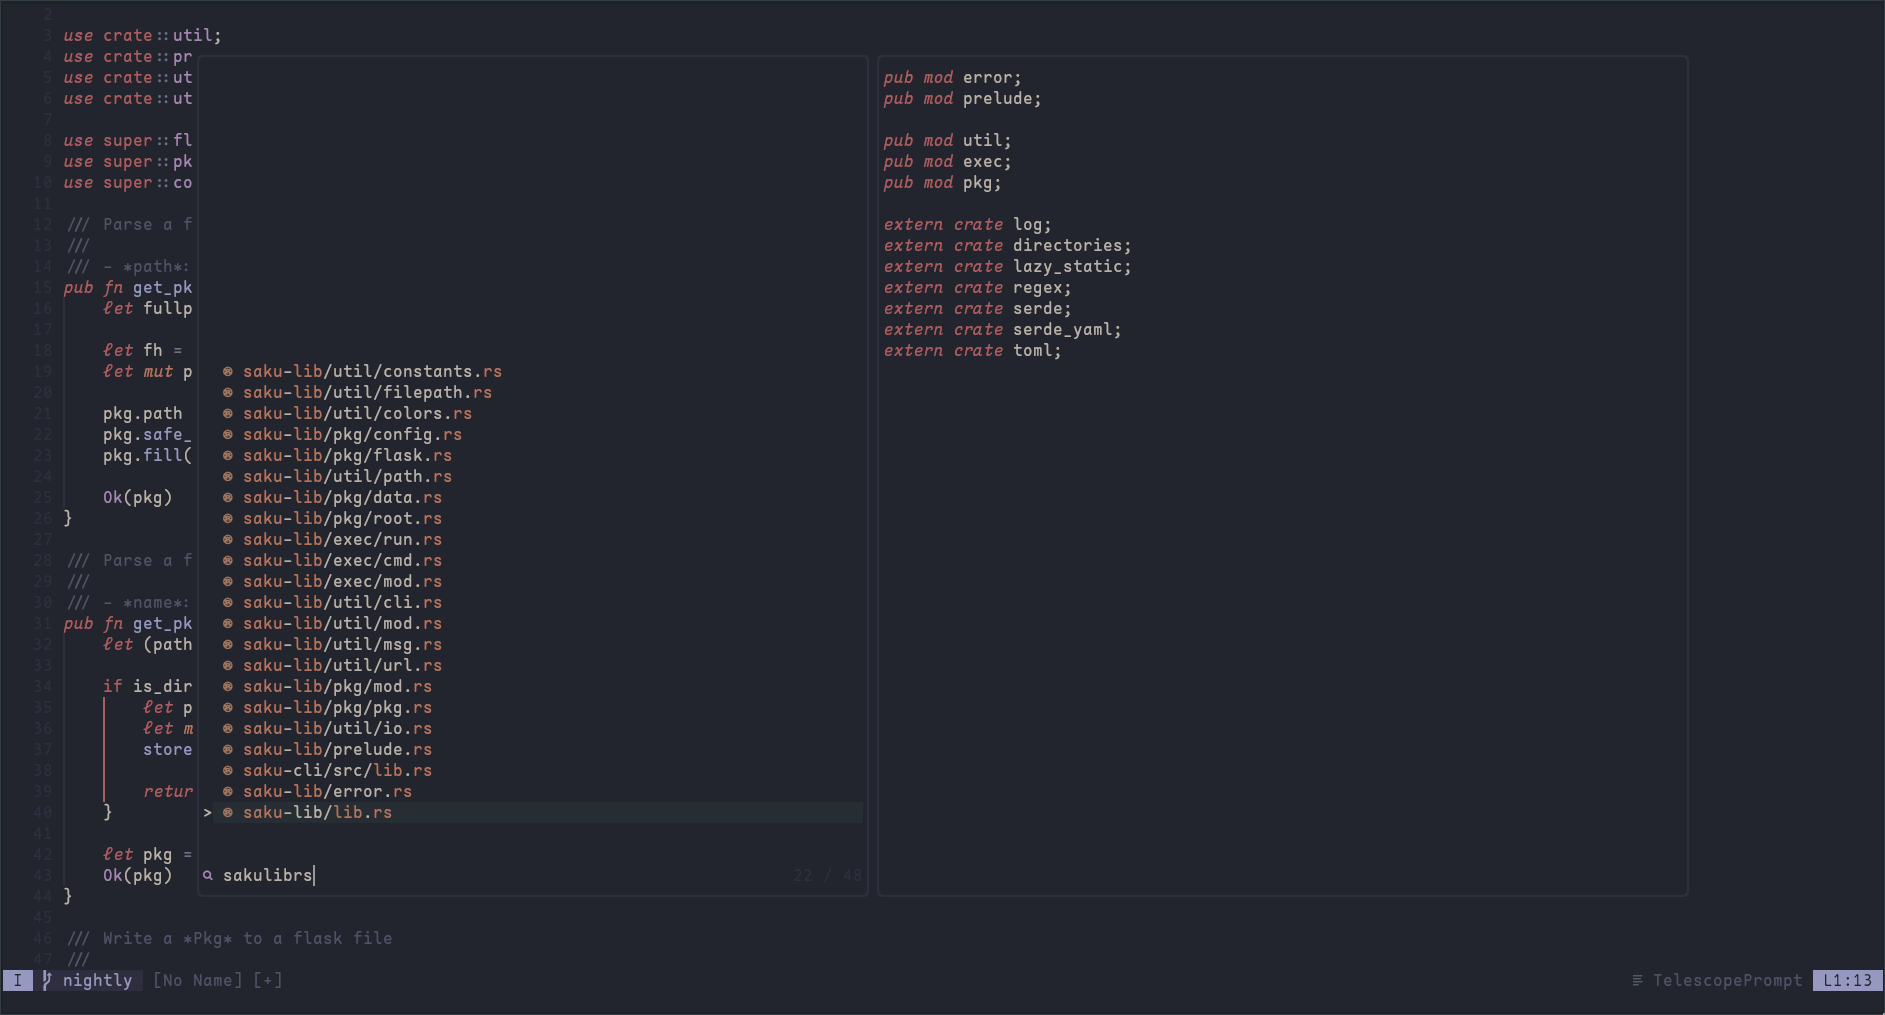 2
3 use crate::util;
4 use crate::pr
5 use crate::ut
6 use crate::ut
7
8 use super::fl
9 use super::pk
10 use super::co
11
12 /// Parse a f
13 ///
14 /// - *path*:
15 pub fn get_pk
16 let fullp
17
18 let fh =
19 let mut p
20
21 pkg.path
22 pkg.safe_
23 pkg.fill(
24
25 Ok(pkg)
26 }
27
28 /// Parse a f
29 ///
30 /// - *name*:
31 pub fn get_pk
32 let (path
33
34 if is_dir
35 let p
36 let m
37 store
38
39 retur
40 }
41
42 let pkg =
43 Ok(pkg)
44 }
45
46 /// Write a *Pkg* to a flask file
47 ///
saku-lib/util/constants.rs
saku-lib/util/filepath.rs
saku-lib/util/colors.rs
saku-lib/pkg/config.rs
saku-lib/pkg/flask.rs
saku-lib/util/path.rs
saku-lib/pkg/data.rs
saku-lib/pkg/root.rs
saku-lib/exec/run.rs
saku-lib/exec/cmd.rs
saku-lib/exec/mod.rs
saku-lib/util/cli.rs
saku-lib/util/mod.rs
saku-lib/util/msg.rs
saku-lib/util/url.rs
saku-lib/pkg/mod.rs
saku-lib/pkg/pkg.rs
saku-lib/util/io.rs
saku-lib/prelude.rs
saku-cli/src/lib.rs
saku-lib/error.rs
> saku-lib/lib.rs
sakulibrs 22 / 48
pub mod error;
pub mod prelude;
pub mod util;
pub mod exec;
pub mod pkg;
extern crate log;
extern crate directories;
extern crate lazy_static;
extern crate regex;
extern crate serde;
extern crate serde_yaml;
extern crate toml;
I nightly [No Name] [+] TelescopePrompt L1:13